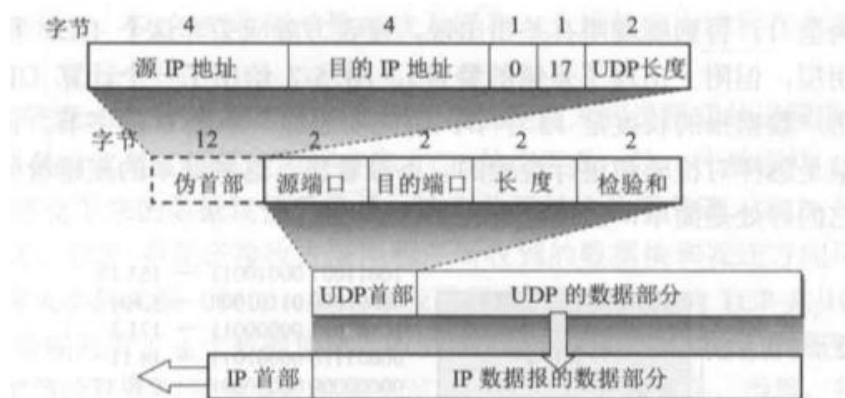 字节 4 4 1 1 2
源 IP 地址 目的 IP 地址 0 17 UDP长度
字节 12 2 2 2 2
伪首部 源端口 目的端口 长 度 检验和
UDP首部 UDP 的数据部分
IP 首部 IP 数据报的数据部分